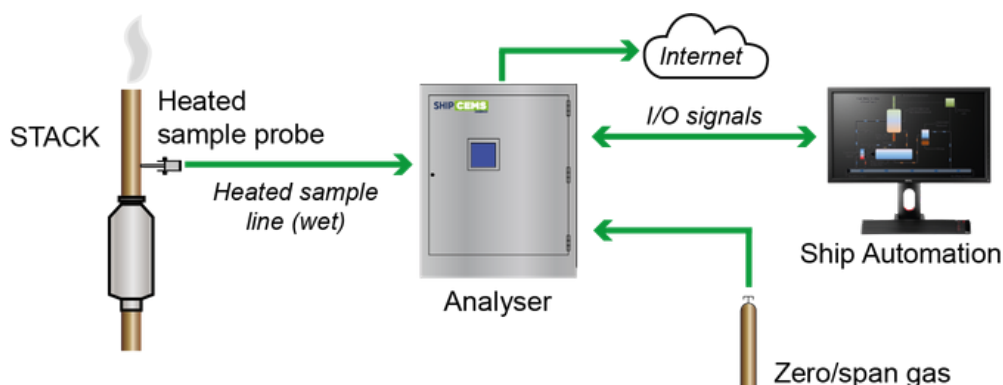 Internet
Heated
sample probe
STACK
SHIP CEMS
I/O signals
Heated sample
line (wet)
Ship Automation
Analyser
Zero/span gas